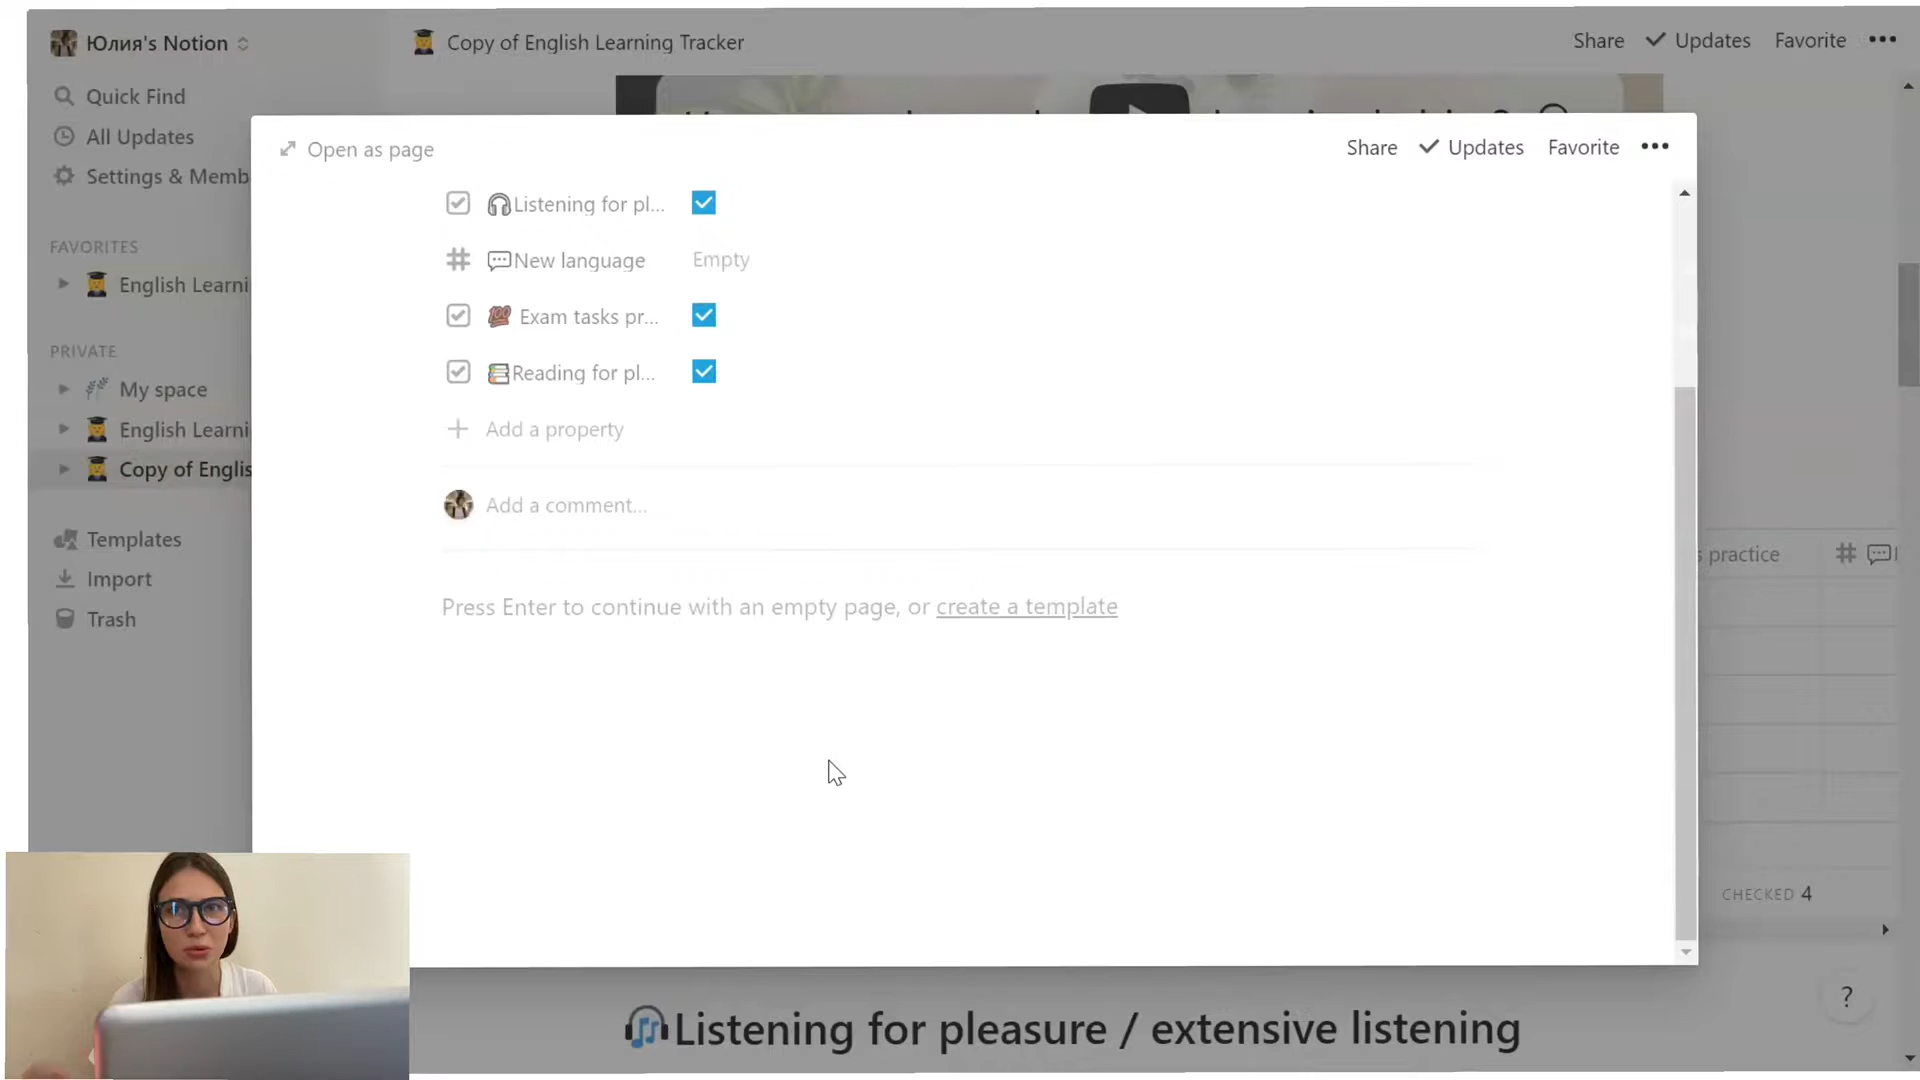 Юлия's Notion
Copy of English Learning Tracker
Share
Updates
Favorite
Quick Find
All Updates
Settings & Memb
FAVORITES
English Learni
PRIVATE
My space
English Learni
Copy of Englis
Templates
Import
Trash
Open as page
Share
Updates
Favorite
Listening for pl...
New language
Empty
Exam tasks pr...
Reading for pl...
Add a property
Add a comment...
Press Enter to continue with an empty page, or create a template
s practice
CHECKED 4
?
Listening for pleasure / extensive listening